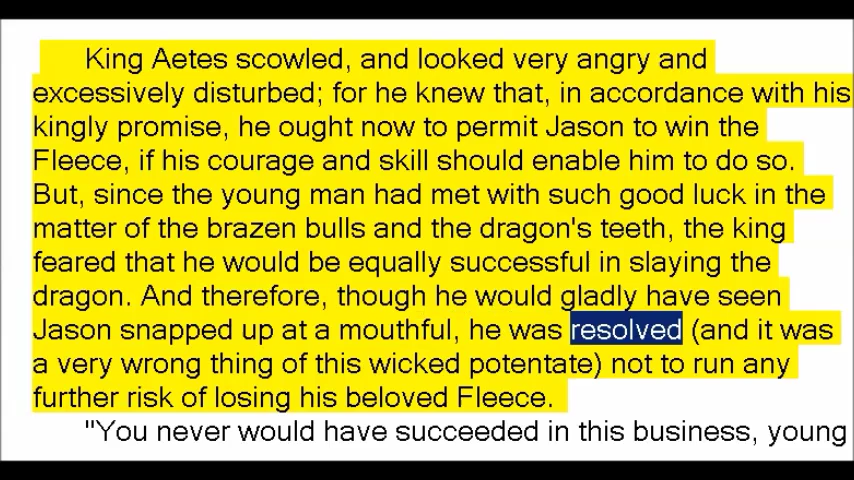 King Aetes scowled, and looked very angry and
excessively disturbed; for he knew that, in accordance with his
kingly promise, he ought now to permit Jason to win the
Fleece, if his courage and skill should enable him to do so.
But, since the young man had met with such good luck in the
matter of the brazen bulls and the dragon's teeth, the king
feared that he would be equally successful in slaying the
dragon. And therefore, though he would gladly have seen
Jason snapped up at a mouthful, he was resolved (and it was
a very wrong thing of this wicked potentate) not to run any
further risk of losing his beloved Fleece.
"You never would have succeeded in this business, young